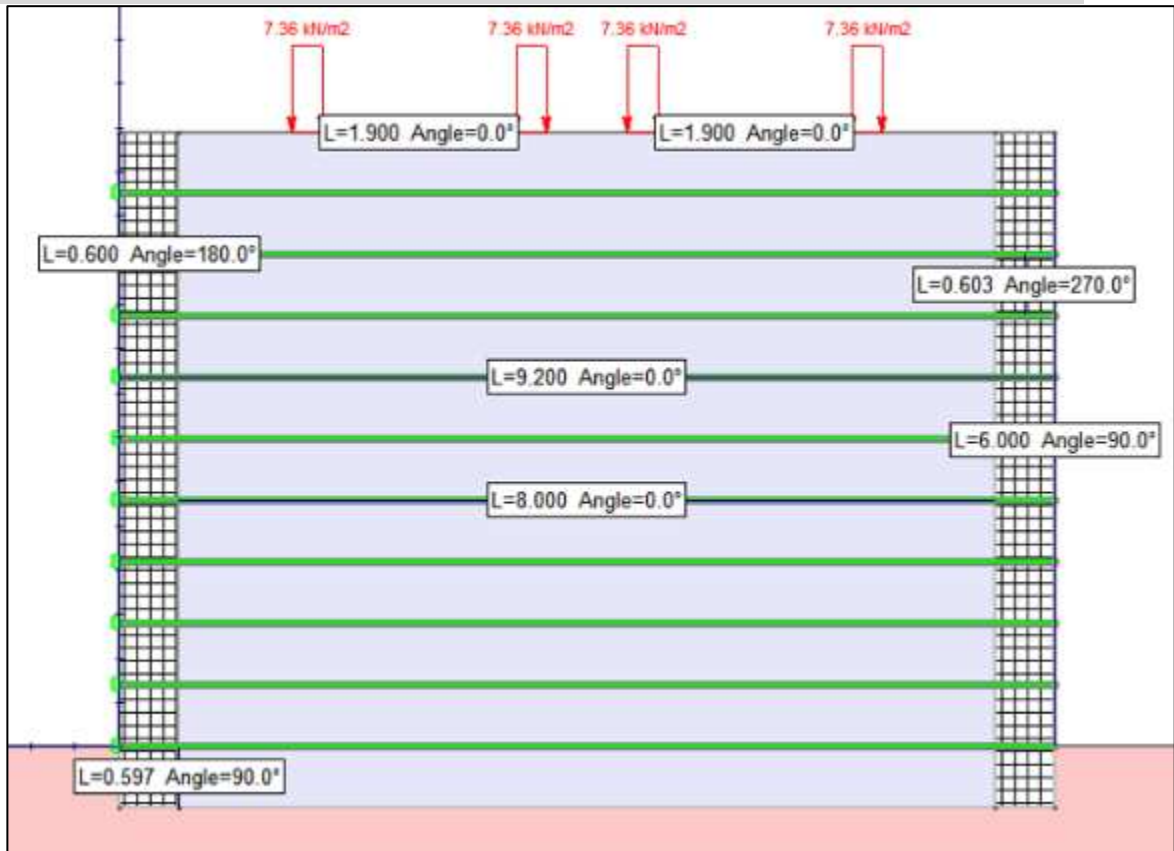 7.36 kN/m2 7.36 kN/m2 7.36 kN/m2 7.36 kN/m2
L=1.900 Angle=0.0° L=1.900 Angle=0.0°
L=0.600 Angle=180.0°
L=0.603 Angle=270.0°
L=9.200 Angle=0.0°
L=6.000 Angle=90.0°
L=8.000 Angle=0.0°
L=0.597 Angle=90.0°